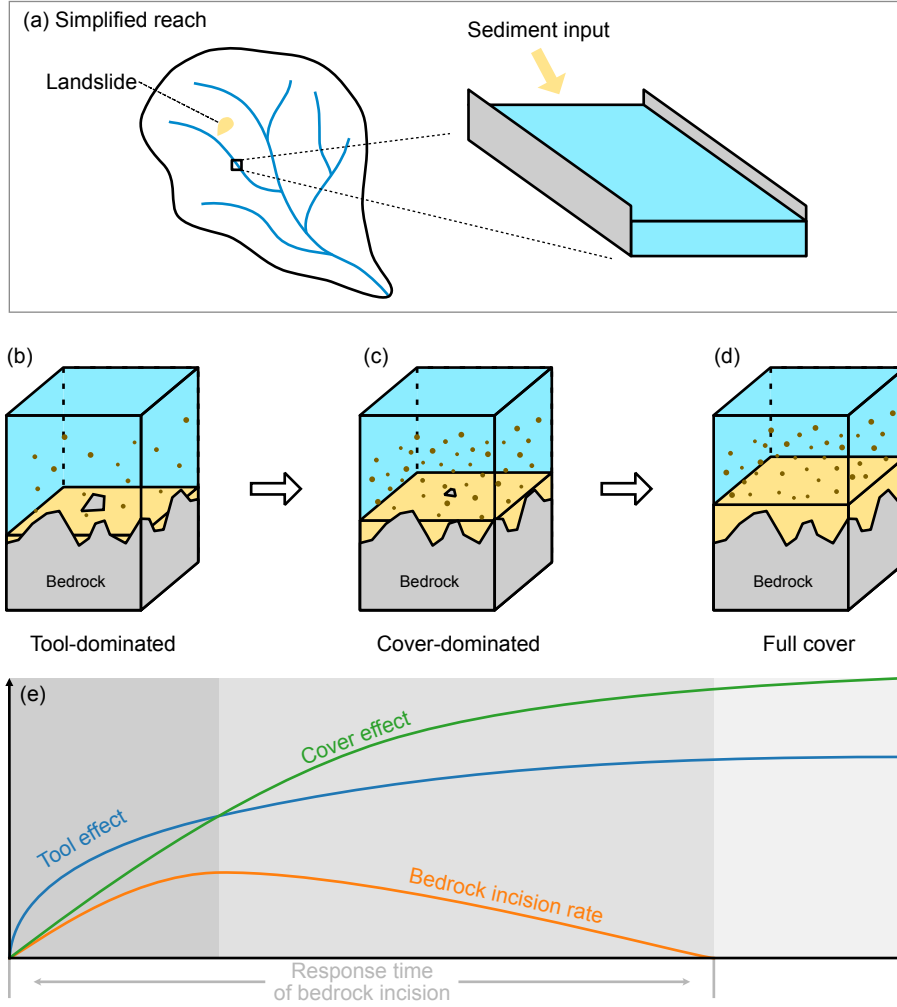 (a) Simplified reach
Sediment input
Landslide
(b)
(c)
(d)
Bedrock
Bedrock
Bedrock
Tool-dominated
Cover-dominated
Full cover
(e)
Cover effect
Tool effect
Bedrock incision rate
Response time
of bedrock incision